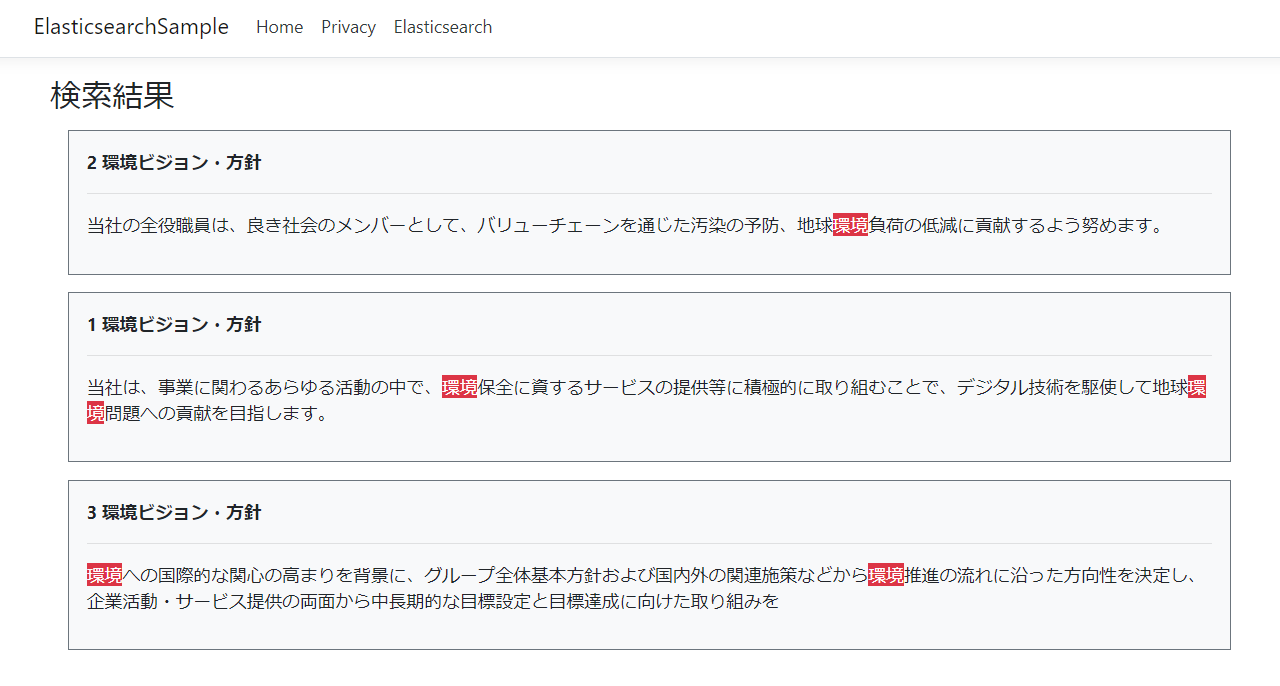 ElasticsearchSample Home Privacy Elasticsearch
検索結果
2 環境ビジョン・方針
当社の全役職員は、良き社会のメンバーとして、バリューチェーンを通じた汚染の予防、地球環境負荷の低減に貢献するよう努めます。
1 環境ビジョン・方針
当社は、事業に関わるあらゆる活動の中で、環境保全に資するサービスの提供等に積極的に取り組むことで、デジタル技術を駆使して地球環
境問題への貢献を目指します。
3 環境ビジョン・方針
環境への国際的な関心の高まりを背景に、グループ全体基本方針および国内外の関連施策などから環境推進の流れに沿った方向性を決定し、
企業活動・サービス提供の両面から中長期的な目標設定と目標達成に向けた取り組みを